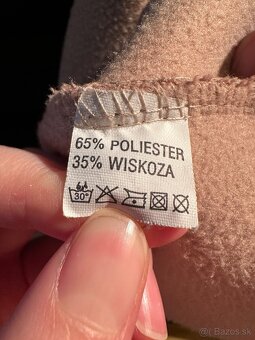 65% POLIESTER
35% WISKOZA
30°
Bazos.sk